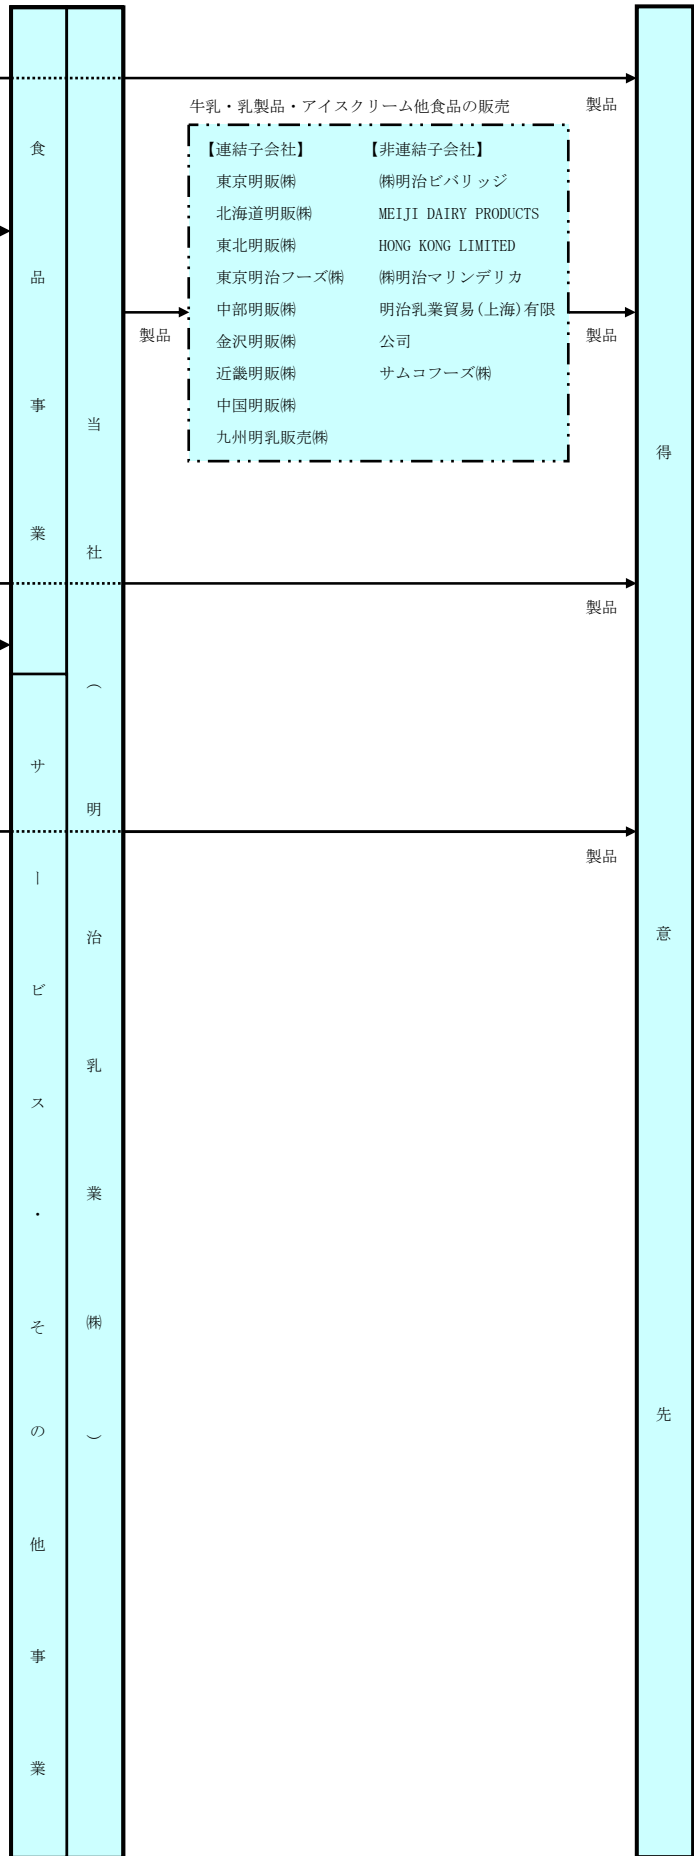 食品事業
サービス・その他事業
当社（明治乳業㈱）
製品
牛乳・乳製品・アイスクリーム他食品の販売
【連結子会社】
東京明販㈱
北海道明販㈱
東北明販㈱
東京明治フーズ㈱
中部明販㈱
金沢明販㈱
近畿明販㈱
中国明販㈱
九州明乳販売㈱
【非連結子会社】
㈱明治ビバリッジ
MEIJI DAIRY PRODUCTS
HONG KONG LIMITED
㈱明治マリンデリカ
明治乳業貿易(上海)有限
公司
サムコフーズ㈱
製品
製品
製品
製品
得意先